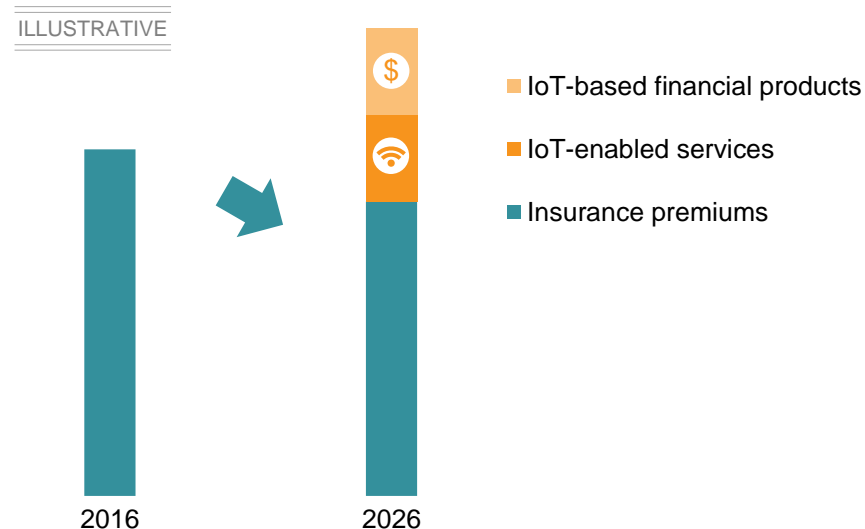 ILLUSTRATIVE
$
IoT-based financial products
IoT-enabled services
Insurance premiums
2016
2026